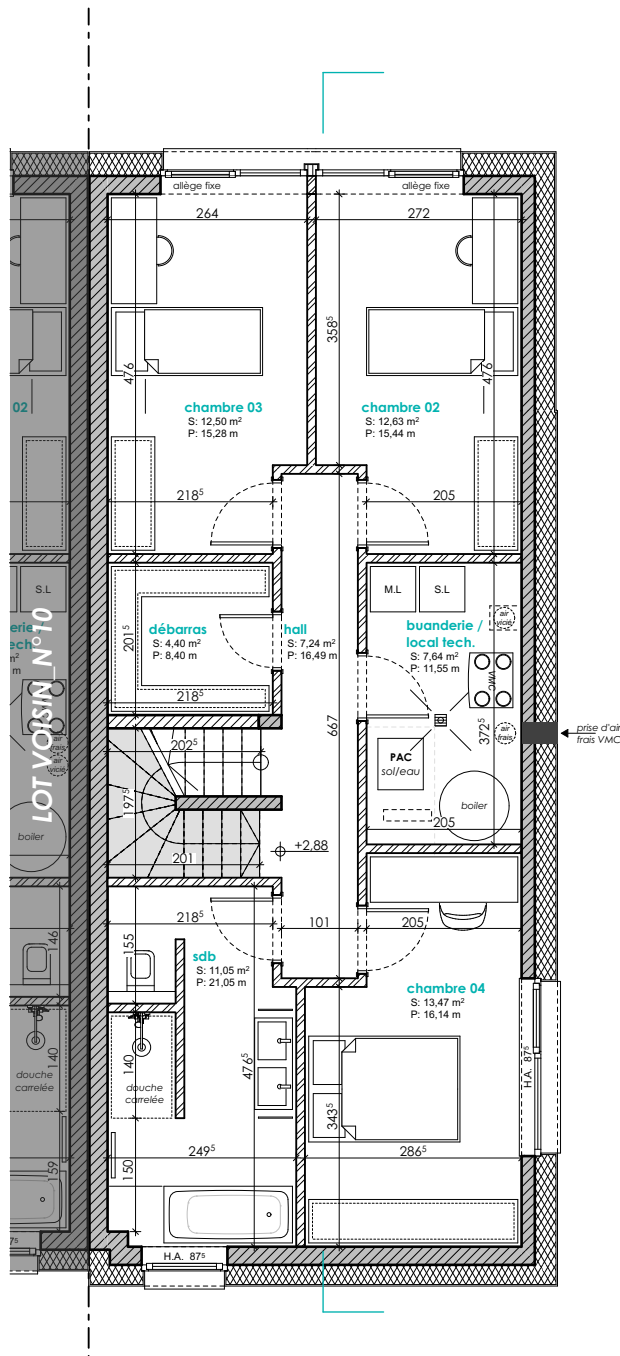 allège fixe
allège fixe
264
272
358⁵
476
476
02
chambre 03
S: 12,50 m²
P: 15,28 m
chambre 02
S: 12,63 m²
P: 15,44 m
218⁵
205
S.L
M.L
S.L
air
vicié
débarras
S: 4,40 m²
P: 8,40 m
hall
S: 7,24 m²
P: 16,49 m
buanderie /
local tech.
S: 7,64 m²
P: 11,55 m
201⁵
218⁵
VMC
LOT VOISIN_N°10
air
frais
air
vicié
372⁵
air
frais
prise d'air
frais VMC
667
202⁵
PAC
sol/eau
197⁵
boiler
boiler
205
201
+2,88
218⁵
101
205
146
155
sdb
S: 11,05 m²
P: 21,05 m
chambre 04
S: 13,47 m²
P: 16,14 m
140
140
476⁵
343⁵
H.A. 87⁵
douche
carrelée
douche
carrelée
249⁵
286⁵
159
150
H.A. 87⁵